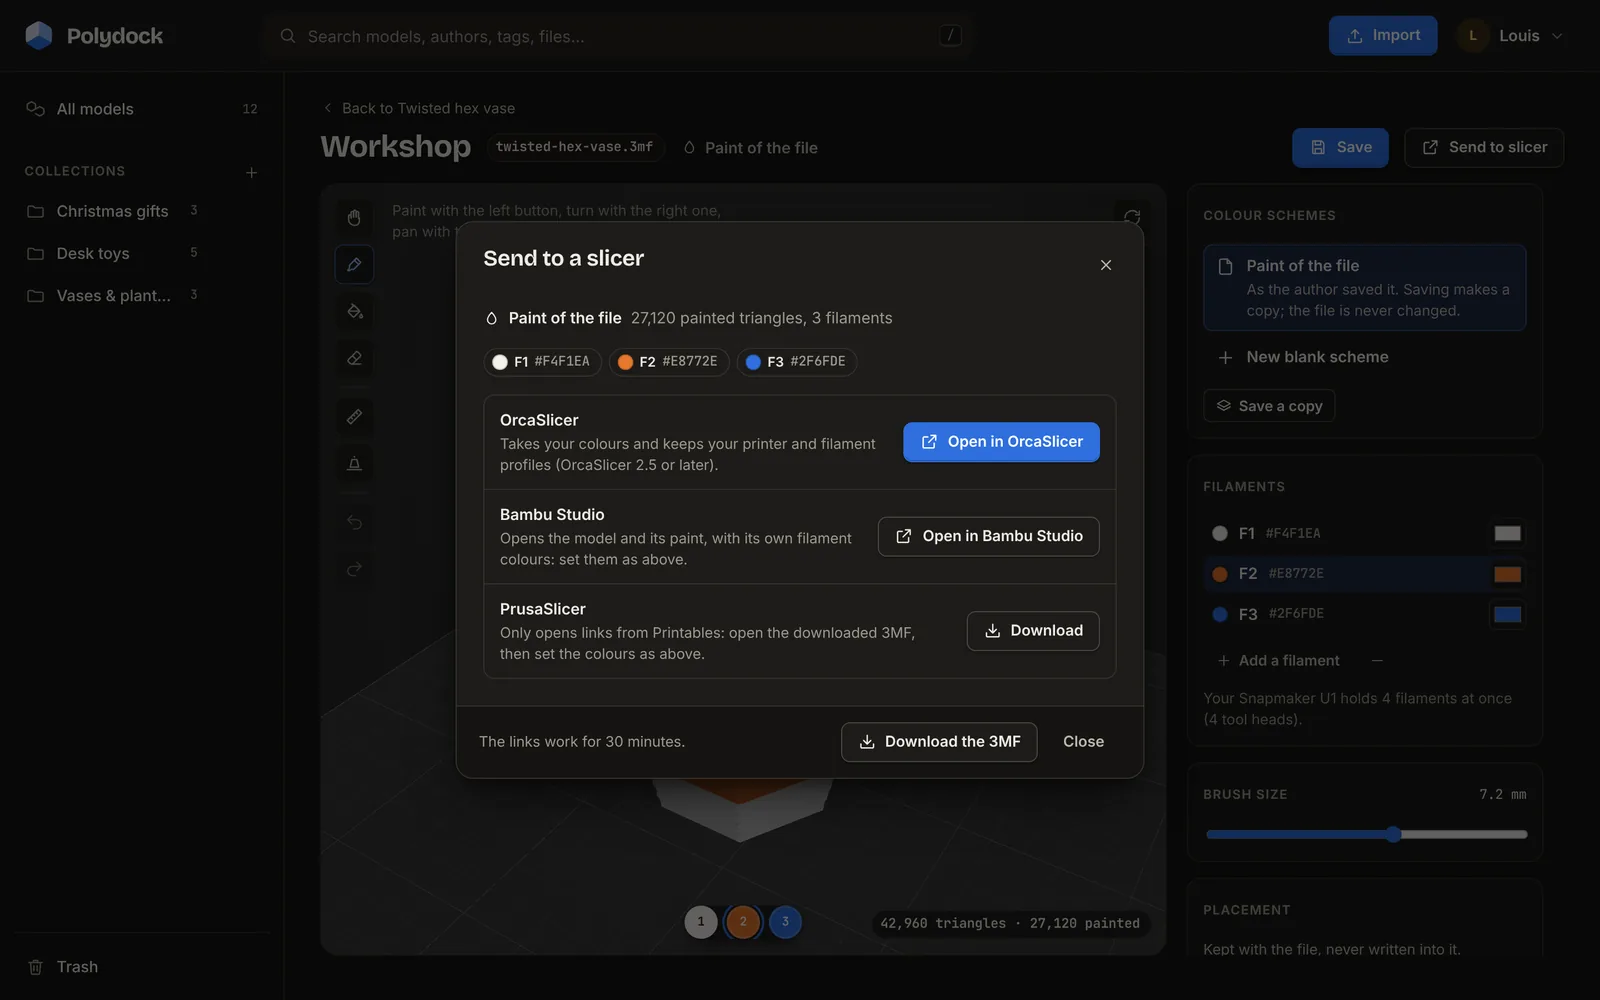 Polydock
Search models, authors, tags, files...
/
Import
L
Louis
All models
12
COLLECTIONS
Christmas gifts
3
Desk toys
5
Vases & plant...
3
Trash
Back to Twisted hex vase
Workshop
twisted-hex-vase.3mf
Paint of the file
Save
Send to slicer
Paint with the left button, turn with the right one,
pan with
Send to a slicer
Paint of the file 27,120 painted triangles, 3 filaments
F1 #F4F1EA
F2 #E8772E
F3 #2F6FDE
OrcaSlicer
Takes your colours and keeps your printer and filament
profiles (OrcaSlicer 2.5 or later).
Open in OrcaSlicer
Bambu Studio
Opens the model and its paint, with its own filament
colours: set them as above.
Open in Bambu Studio
PrusaSlicer
Only opens links from Printables: open the downloaded 3MF,
then set the colours as above.
Download
The links work for 30 minutes.
Download the 3MF
Close
1
2
3
42,960 triangles · 27,120 painted
COLOUR SCHEMES
Paint of the file
As the author saved it. Saving makes a
copy; the file is never changed.
New blank scheme
Save a copy
FILAMENTS
F1 #F4F1EA
F2 #E8772E
F3 #2F6FDE
Add a filament
Your Snapmaker U1 holds 4 filaments at once
(4 tool heads).
BRUSH SIZE
7.2 mm
PLACEMENT
Kept with the file, never written into it.